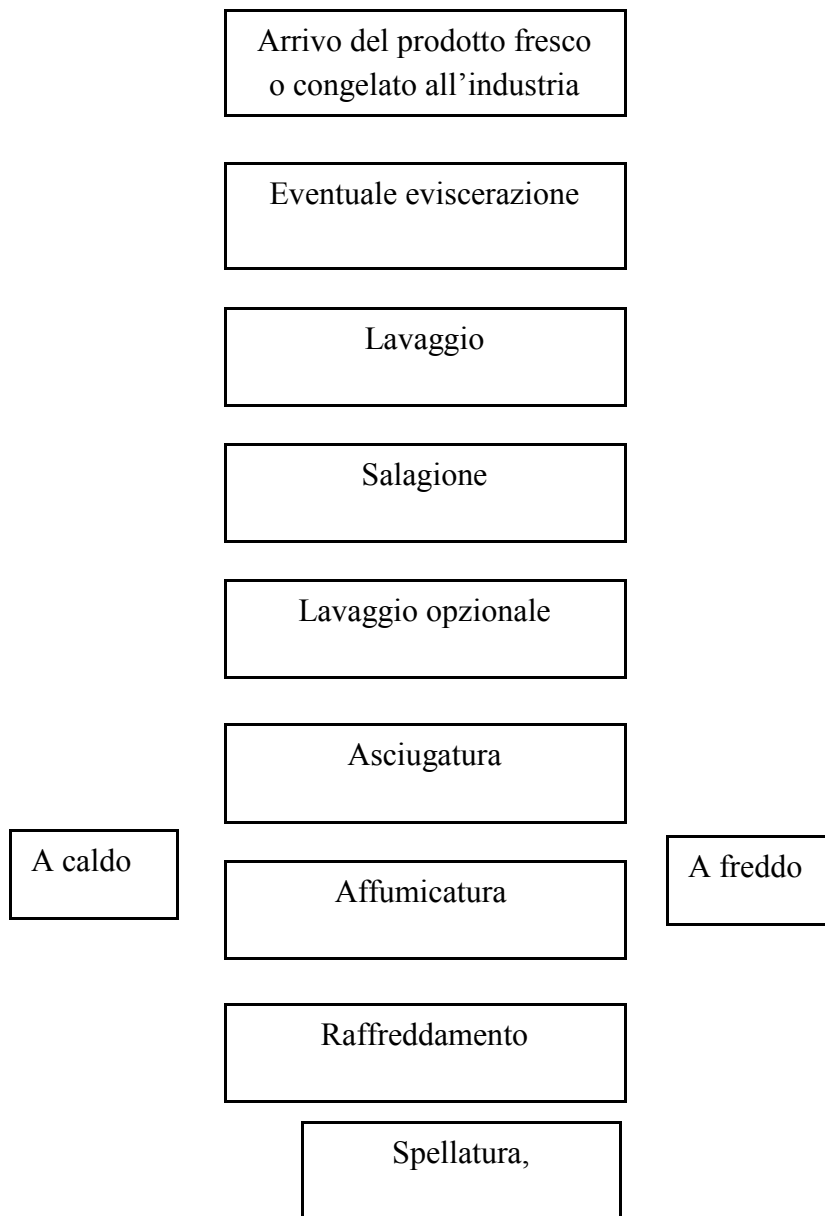 Arrivo del prodotto fresco
o congelato all’industria
Eventuale eviscerazione
Lavaggio
Salagione
Lavaggio opzionale
Asciugatura
A caldo
Affumicatura
A freddo
Raffreddamento
Spellatura,